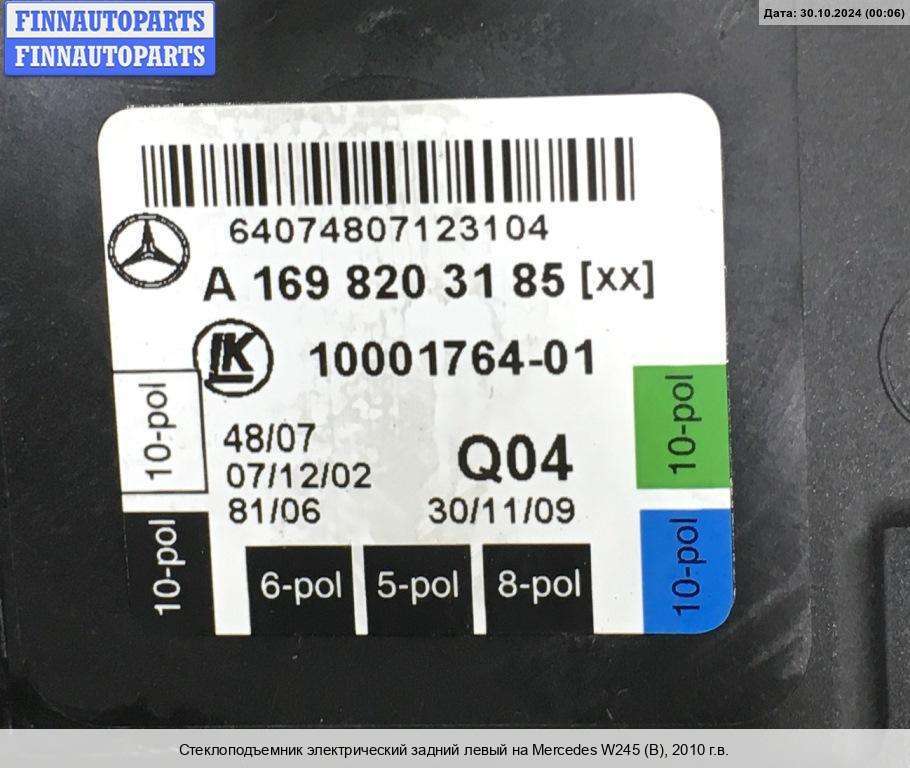 FINNAUTOPARTS
FINNAUTOPARTS
Дата: 30.10.2024 (00:06)
64074807123104
A 169 820 31 85 [xx]
LK 10001764-01
10-pol
10-pol
48/07
07/12/02
Q04
81/06
30/11/09
10-pol
6-pol
5-pol
8-pol
10-pol
Стеклоподъемник электрический задний левый на Mercedes W245 (B), 2010 г.в.